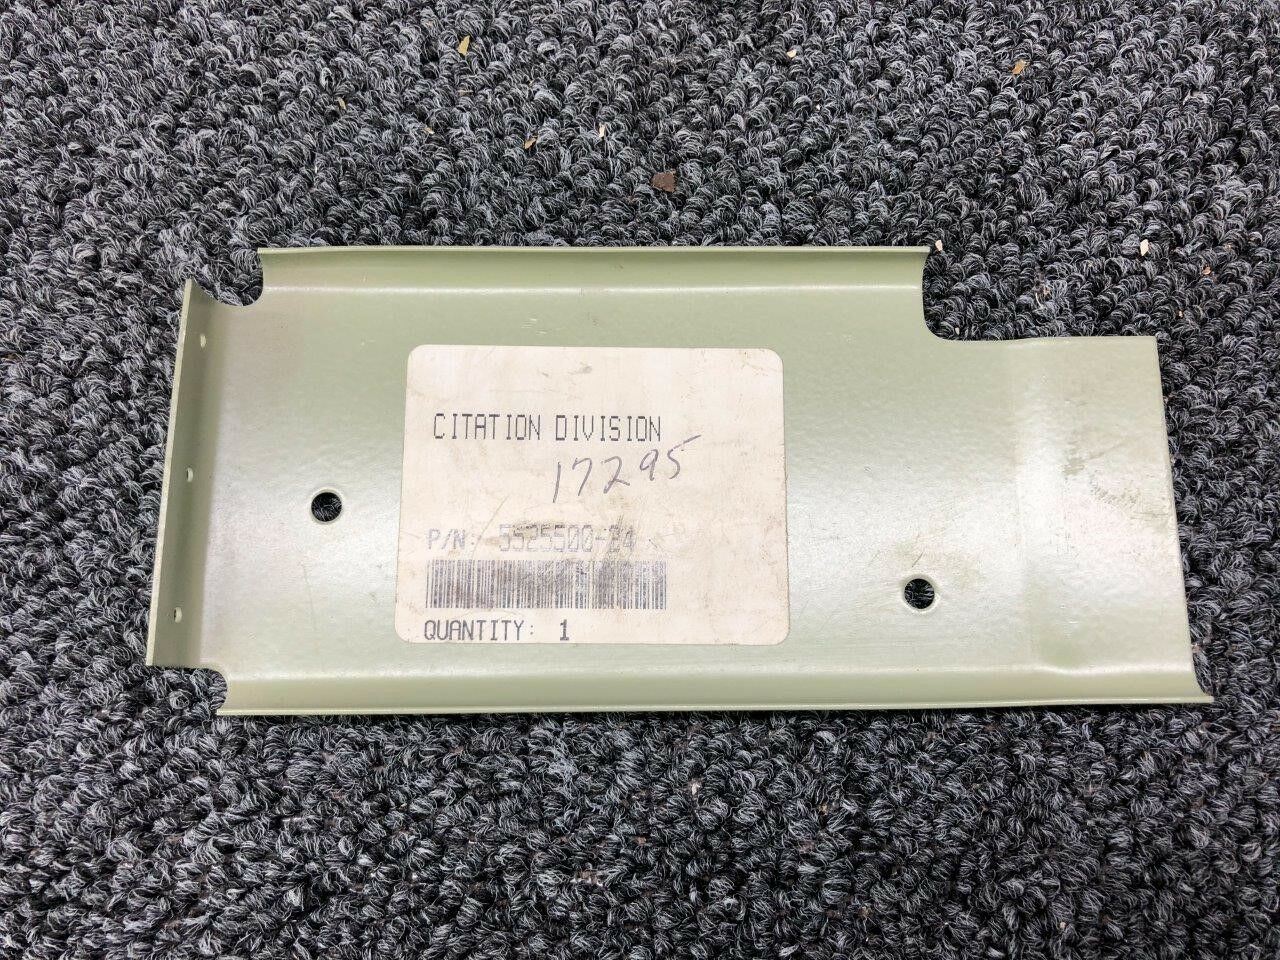 CITATION DIVISION
17295
P/N: 5525500-24
QUANTITY: 1